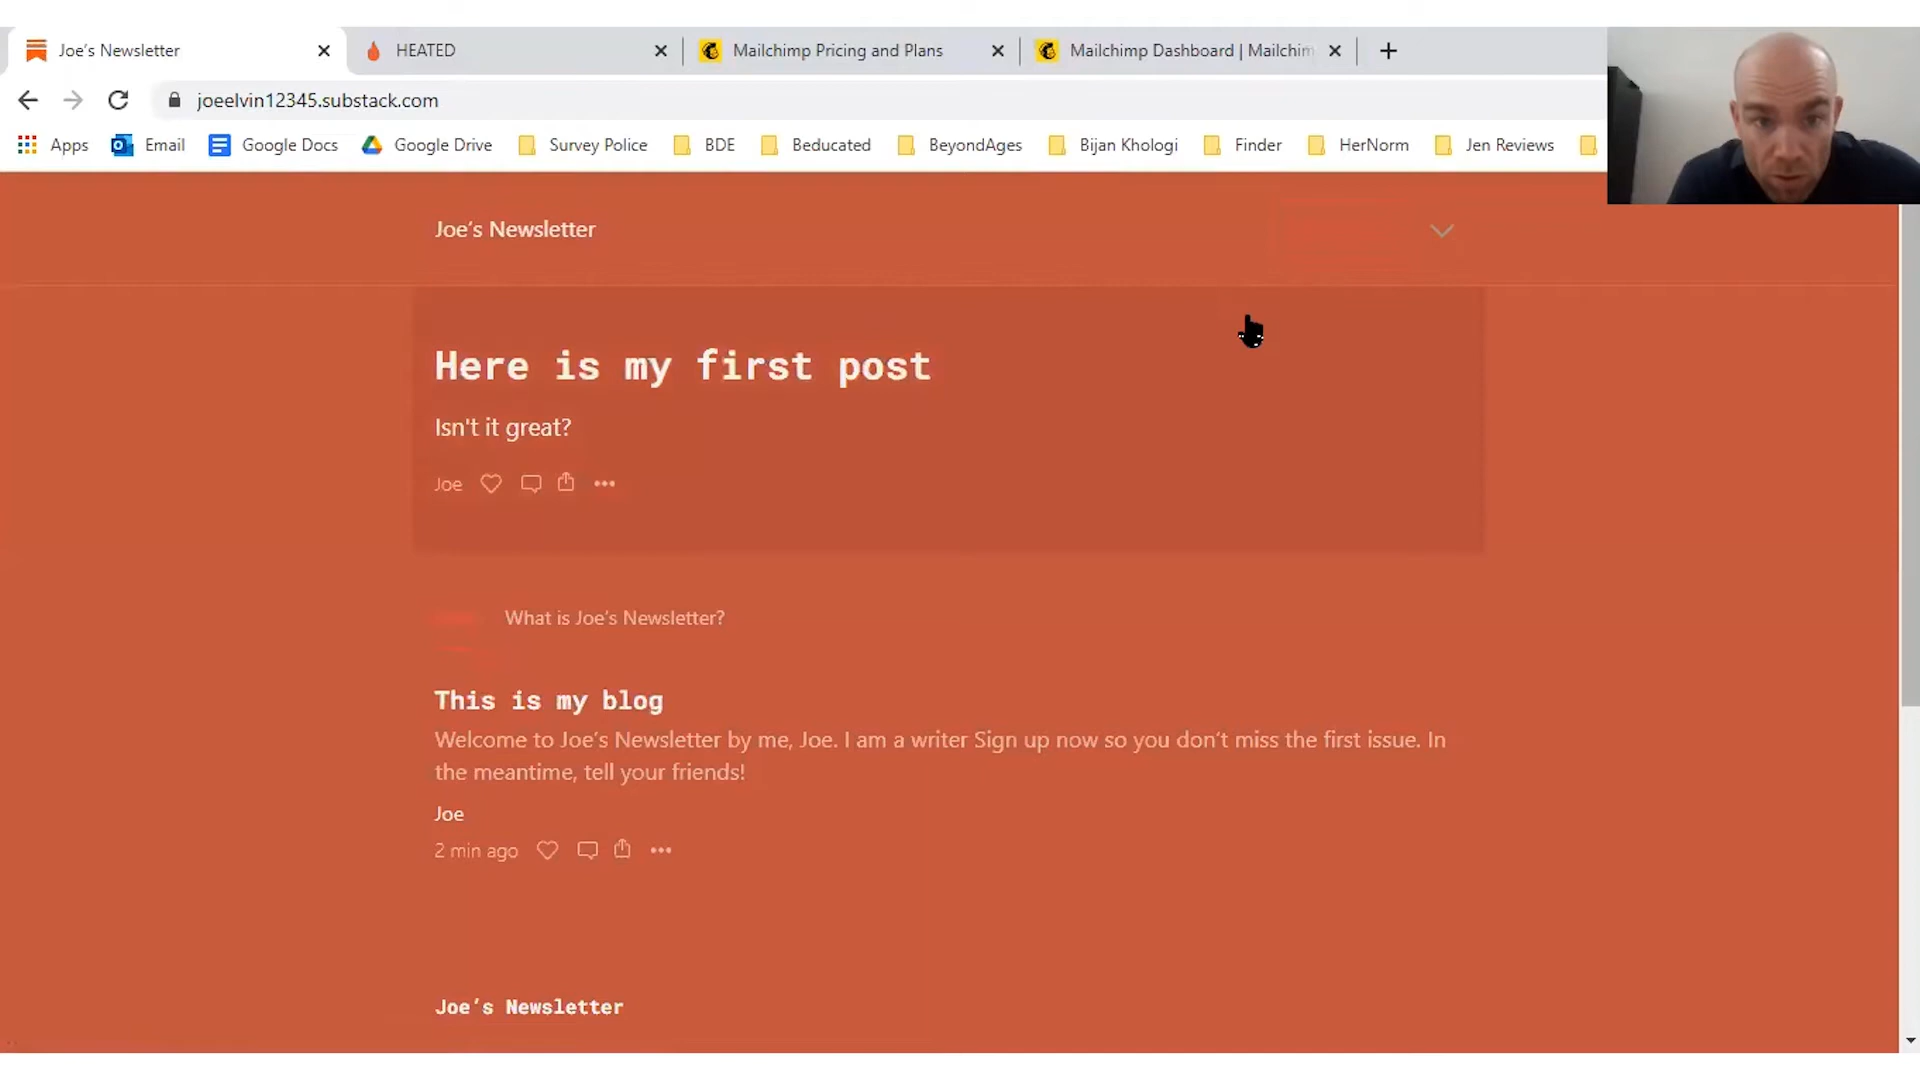 Joe's Newsletter
HEATED
Mailchimp Pricing and Plans
Mailchimp Dashboard | Mailchim
joeelvin12345.substack.com
Apps
Email
Google Docs
Google Drive
Survey Police
BDE
Beducated
BeyondAges
Bijan Khologi
Finder
HerNorm
Jen Reviews
Joe's Newsletter
Here is my first post
Isn't it great?
Joe
What is Joe's Newsletter?
This is my blog
Welcome to Joe's Newsletter by me, Joe. I am a writer Sign up now so you don't miss the first issue. In
the meantime, tell your friends!
Joe
2 min ago
Joe's Newsletter